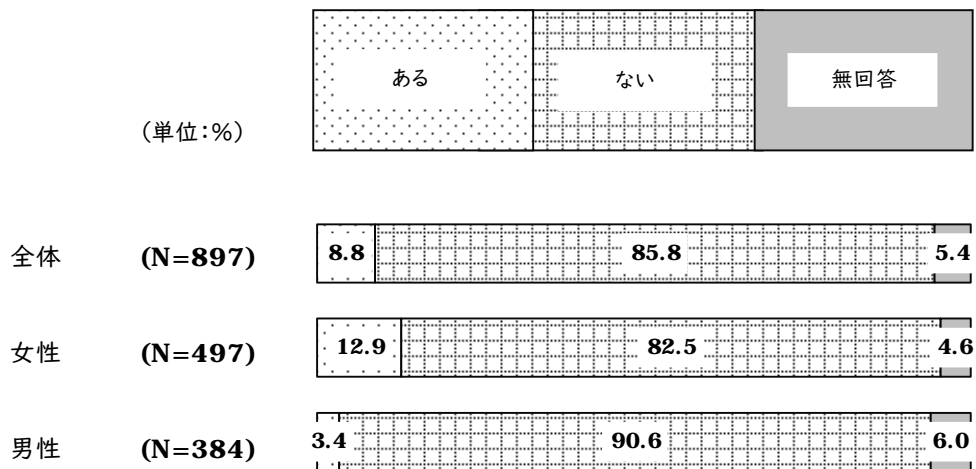 ある ない 無回答
（単位：％）
全体 (N=897) 8.8 85.8 5.4
女性 (N=497) 12.9 82.5 4.6
男性 (N=384) 3.4 90.6 6.0